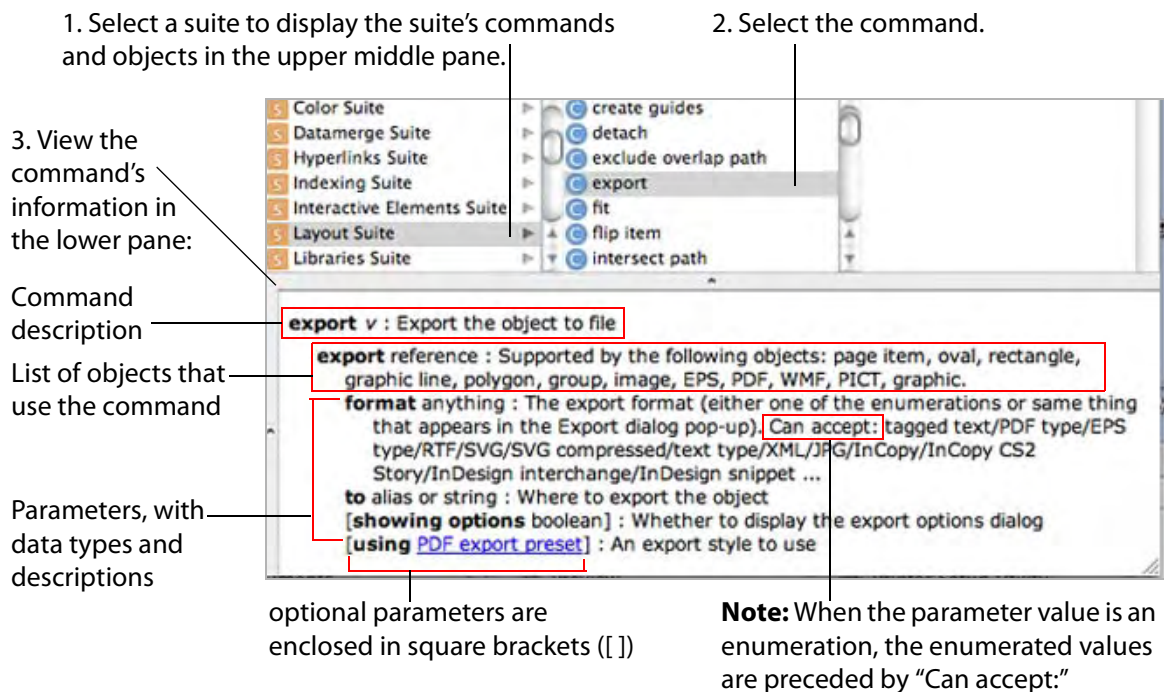 1. Select a suite to display the suite’s commands
and objects in the upper middle pane.
2. Select the command.
3. View the
command’s
information in
the lower pane:
Color Suite
Datamerge Suite
Hyperlinks Suite
Indexing Suite
Interactive Elements Suite
Layout Suite
Libraries Suite
create guides
detach
exclude overlap path
export
fit
flip item
intersect path
Command
description
export v : Export the object to file
List of objects that
use the command
export reference : Supported by the following objects: page item, oval, rectangle,
graphic line, polygon, group, image, EPS, PDF, WMF, PICT, graphic.
format anything : The export format (either one of the enumerations or same thing
that appears in the Export dialog pop-up). Can accept: tagged text/PDF type/EPS
type/RTF/SVG/SVG compressed/text type/XML/JPG/InCopy/InCopy CS2
Story/InDesign interchange/InDesign snippet ...
to alias or string : Where to export the object
[showing options boolean] : Whether to display the export options dialog
[using PDF export preset] : An export style to use
Parameters, with
data types and
descriptions
optional parameters are
enclosed in square brackets ([ ])
Note: When the parameter value is an
enumeration, the enumerated values
are preceded by “Can accept:”